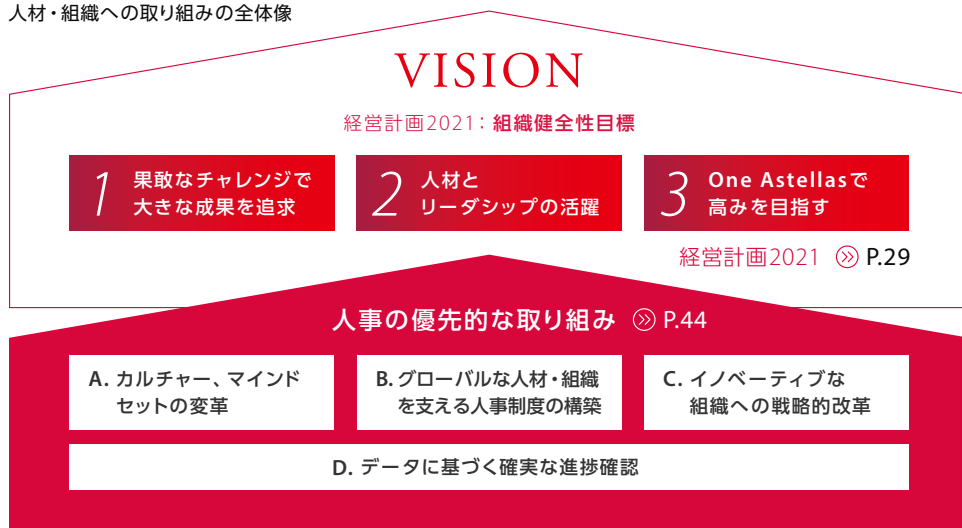 人材・組織への取り組みの全体像
VISION
経営計画2021：組織健全性目標
1 果敢なチャレンジで
大きな成果を追求
2 人材と
リーダシップの活躍
3 One Astellasで
高みを目指す
経営計画2021 P.29
人事の優先的な取り組み P.44
A. カルチャー、マインド
セットの変革
B. グローバルな人材・組織
を支える人事制度の構築
C. イノベーティブな
組織への戦略的改革
D. データに基づく確実な進捗確認